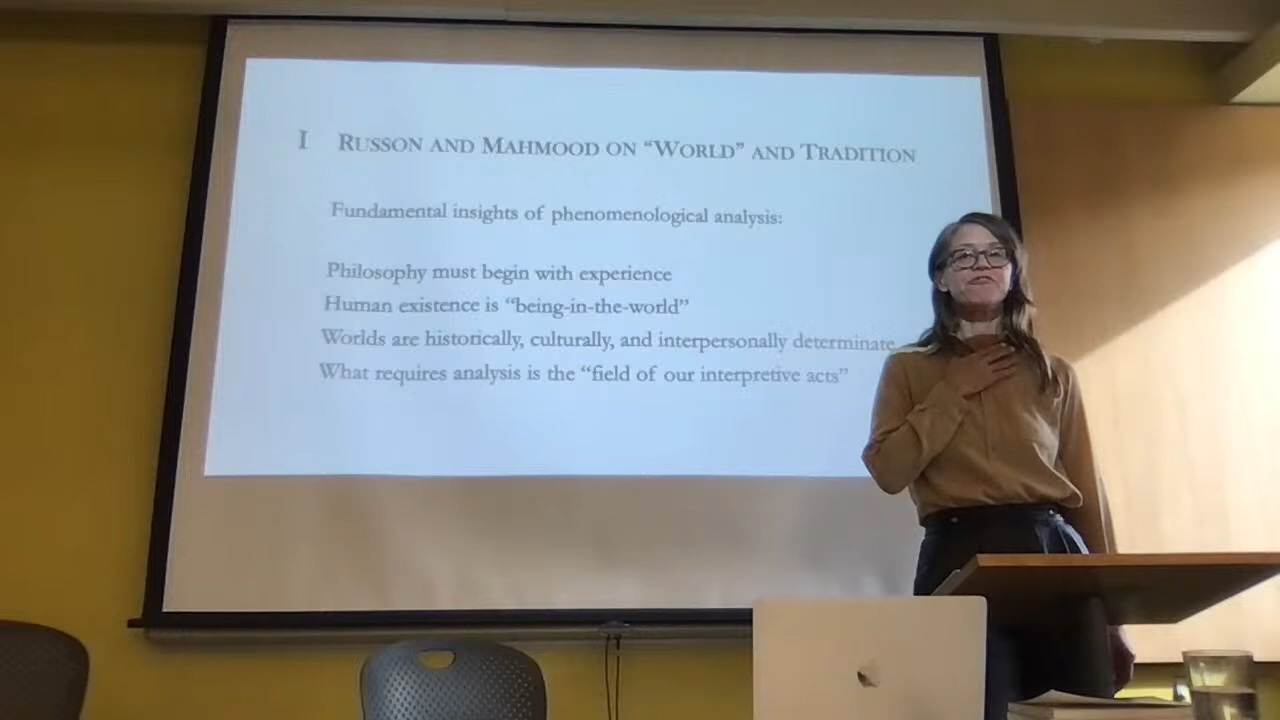 I RUSSON AND MAHMOOD ON “WORLD” AND TRADITION
Fundamental insights of phenomenological analysis:
Philosophy must begin with experience
Human existence is “being-in-the-world”
Worlds are historically, culturally, and interpersonally determinate
What requires analysis is the “field of our interpretive acts”